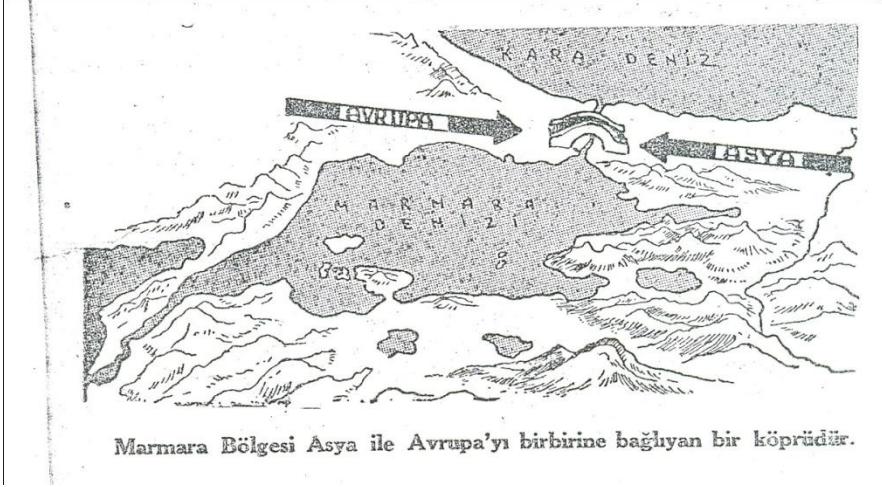 KARA DENİZ
AVRUPA
ASYA
MARMARA
DENİZİ
Marmara Bölgesi Asya ile Avrupa'yı birbirine bağlıyan bir köprüdür.